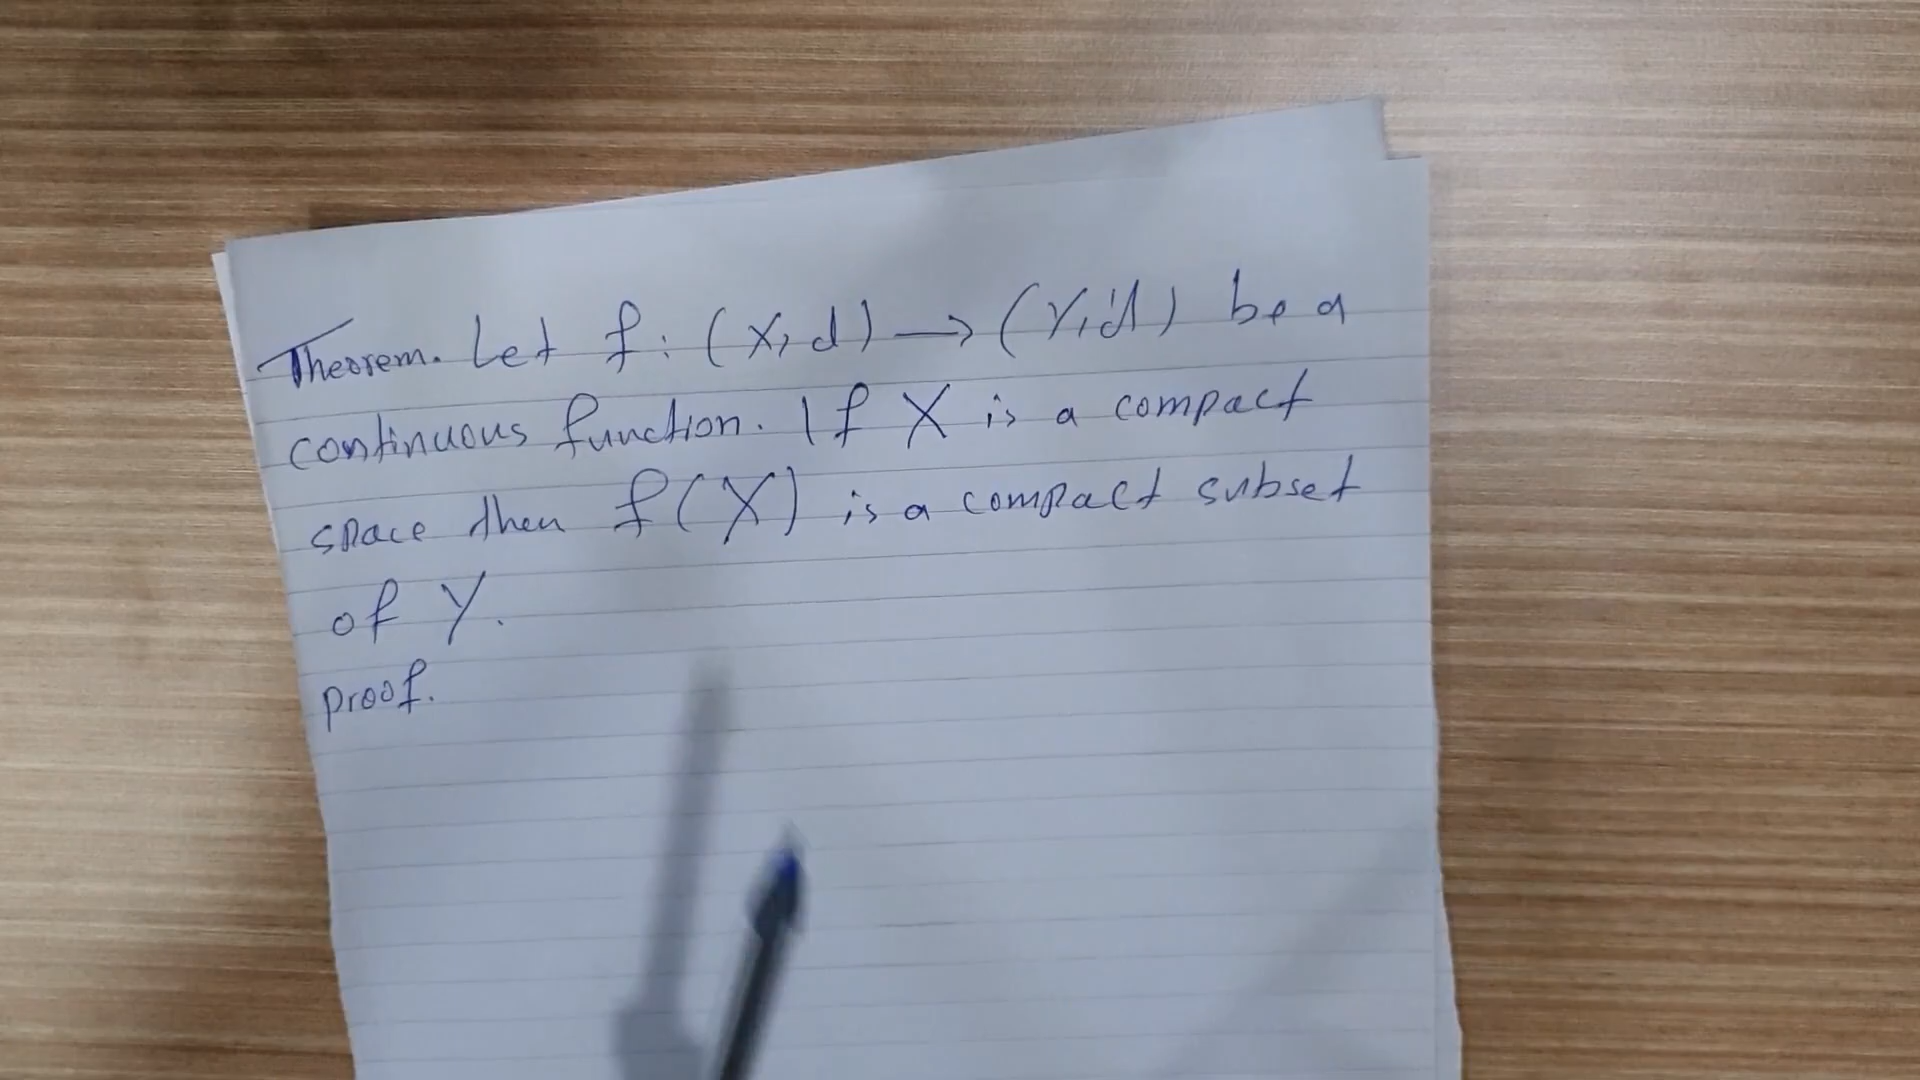 Theorem. Let f: (X, d) → (Y, d') be a
continuous function. If X is a compact
space then f(X) is a compact subset
of Y.
proof.